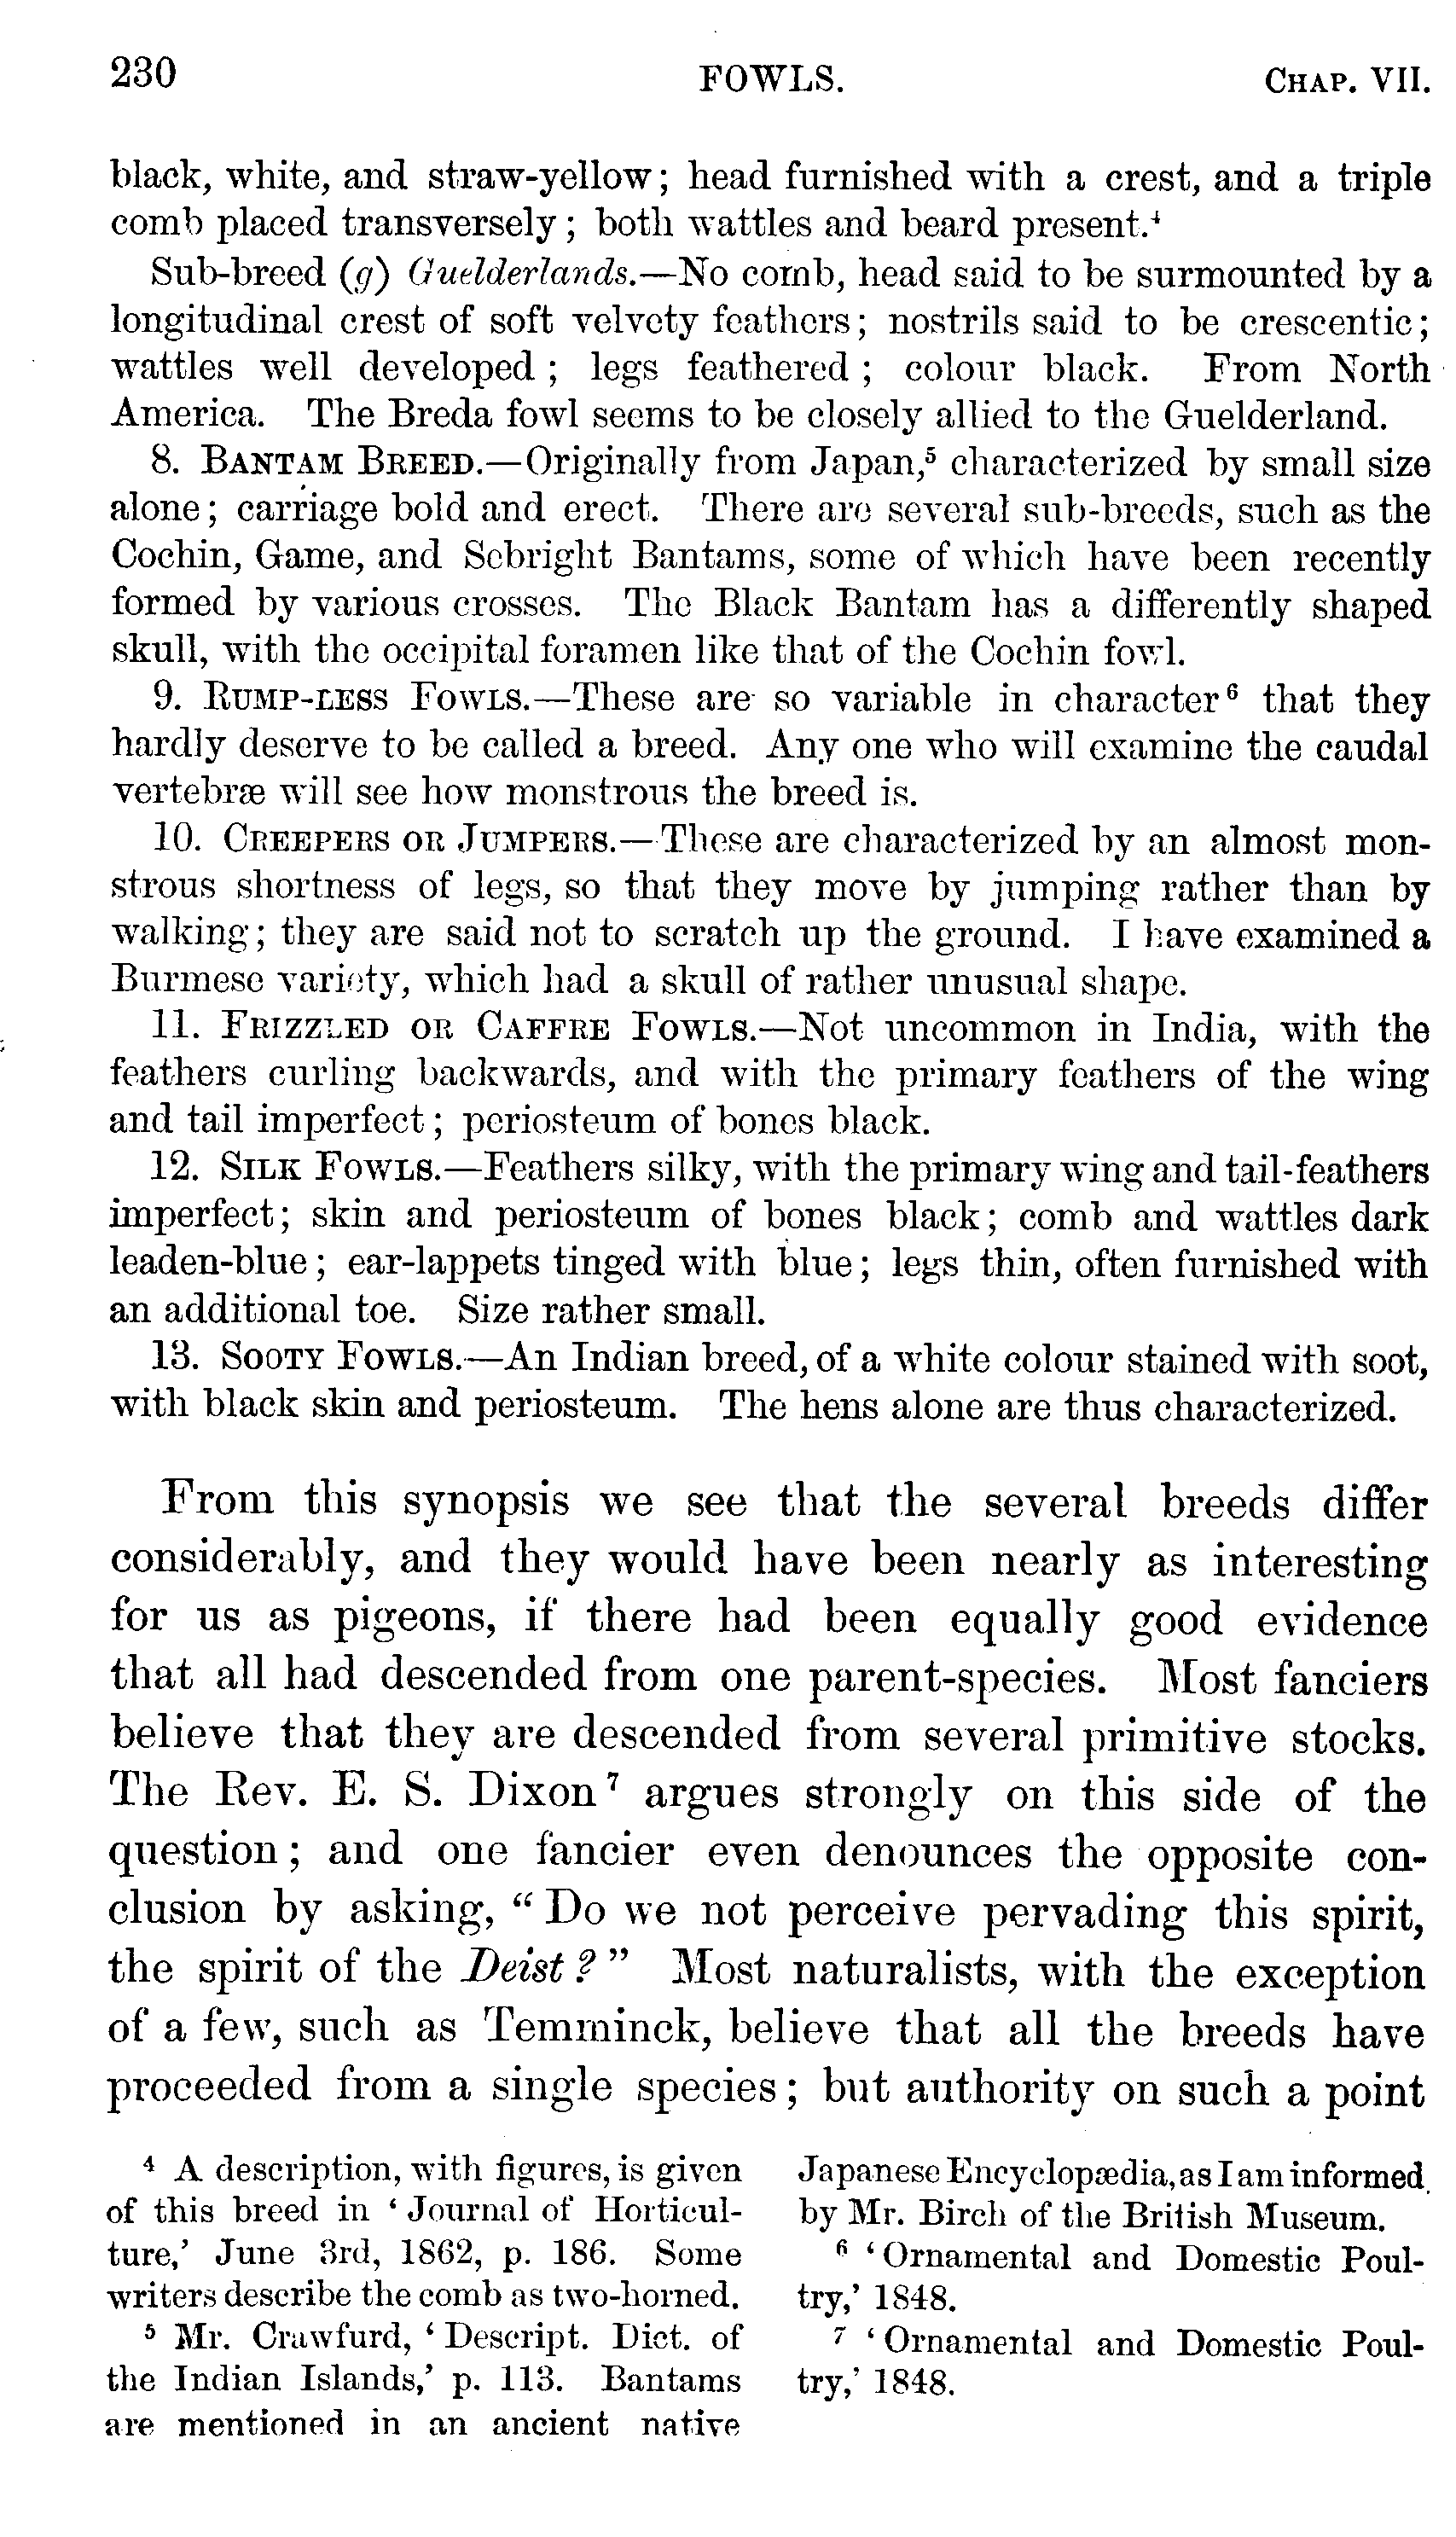 230 FOWLS. CHAP. VII.
black, white, and straw-yellow; head furnished with a crest, and a triple
comb placed transversely; both wattles and beard present.⁴
Sub-breed (g) Guelderlands.—No comb, head said to be surmounted by a
longitudinal crest of soft velvety feathers; nostrils said to be crescentic;
wattles well developed; legs feathered; colour black. From North
America. The Breda fowl seems to be closely allied to the Guelderland.
8. BANTAM BREED.—Originally from Japan,⁵ characterized by small size
alone; carriage bold and erect. There are several sub-breeds, such as the
Cochin, Game, and Sebright Bantams, some of which have been recently
formed by various crosses. The Black Bantam has a differently shaped
skull, with the occipital foramen like that of the Cochin fowl.
9. RUMP-LESS FOWLS.—These are so variable in character⁶ that they
hardly deserve to be called a breed. Any one who will examine the caudal
vertebræ will see how monstrous the breed is.
10. CREEPERS OR JUMPERS.—These are characterized by an almost mon-
strous shortness of legs, so that they move by jumping rather than by
walking; they are said not to scratch up the ground. I have examined a
Burmese variety, which had a skull of rather unusual shape.
11. FRIZZLED OR CAFFRE FOWLS.—Not uncommon in India, with the
feathers curling backwards, and with the primary feathers of the wing
and tail imperfect; periosteum of bones black.
12. SILK FOWLS.—Feathers silky, with the primary wing and tail-feathers
imperfect; skin and periosteum of bones black; comb and wattles dark
leaden-blue; ear-lappets tinged with blue; legs thin, often furnished with
an additional toe. Size rather small.
13. SOOTY FOWLS.—An Indian breed, of a white colour stained with soot,
with black skin and periosteum. The hens alone are thus characterized.
From this synopsis we see that the several breeds differ
considerably, and they would have been nearly as interesting
for us as pigeons, if there had been equally good evidence
that all had descended from one parent-species. Most fanciers
believe that they are descended from several primitive stocks.
The Rev. E. S. Dixon⁷ argues strongly on this side of the
question; and one fancier even denounces the opposite con-
clusion by asking, “Do we not perceive pervading this spirit,
the spirit of the Deist?” Most naturalists, with the exception
of a few, such as Temminck, believe that all the breeds have
proceeded from a single species; but authority on such a point
⁴ A description, with figures, is given
of this breed in ‘Journal of Horticul-
ture,’ June 3rd, 1862, p. 186. Some
writers describe the comb as two-horned.
⁵ Mr. Crawfurd, ‘Descript. Dict. of
the Indian Islands,’ p. 113. Bantams
are mentioned in an ancient native
Japanese Encyclopædia, as I am informed
by Mr. Birch of the British Museum.
⁶ ‘Ornamental and Domestic Poul-
try,’ 1848.
⁷ ‘Ornamental and Domestic Poul-
try,’ 1848.